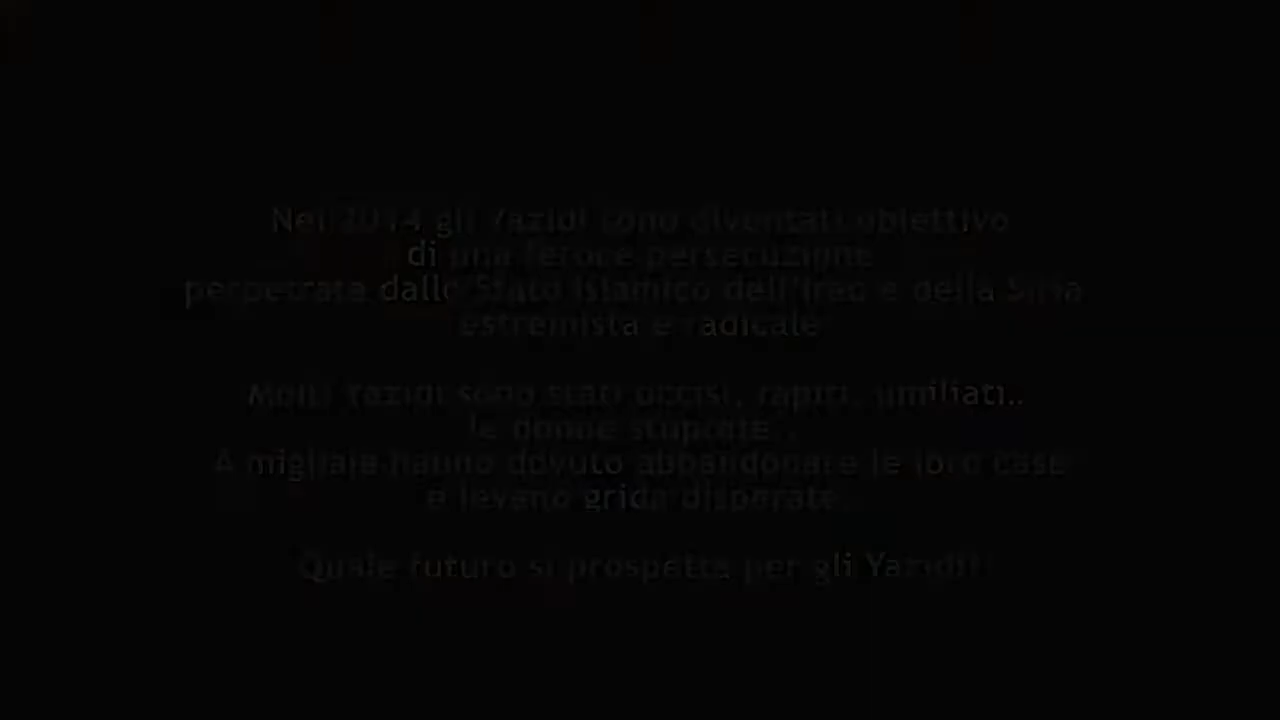 Nel 2014 gli Yazidi sono diventati obiettivo
di una feroce persecuzione
perpetrata dallo Stato Islamico dell'Iraq e della Siria
estremista e radicale
Molti Yazidi sono stati uccisi, rapiti, umiliati..
le donne stuprate..
A migliaia hanno dovuto abbandonare le loro case
e levano grida disperate.
Quale futuro si prospetta per gli Yazidi?